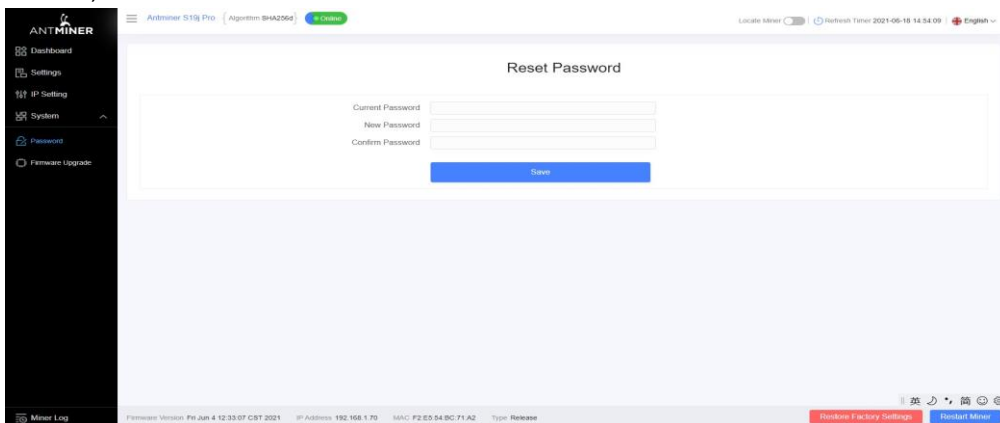 ANTMINER
Antminer S19j Pro
Algorithm SHA256d
Online
Locate Miner
Refresh Timer 2021-06-18 14:54:09
English
Dashboard
Settings
IP Setting
System
Password
Firmware Upgrade
Reset Password
Current Password
New Password
Confirm Password
Save
英 简
Miner Log
Firmware Version Fri Jun 4 12:33:07 CST 2021
IP Address 192.168.1.70
MAC F2:E5:54:BC:71:A2
Type Release
Restore Factory Settings
Restart Miner